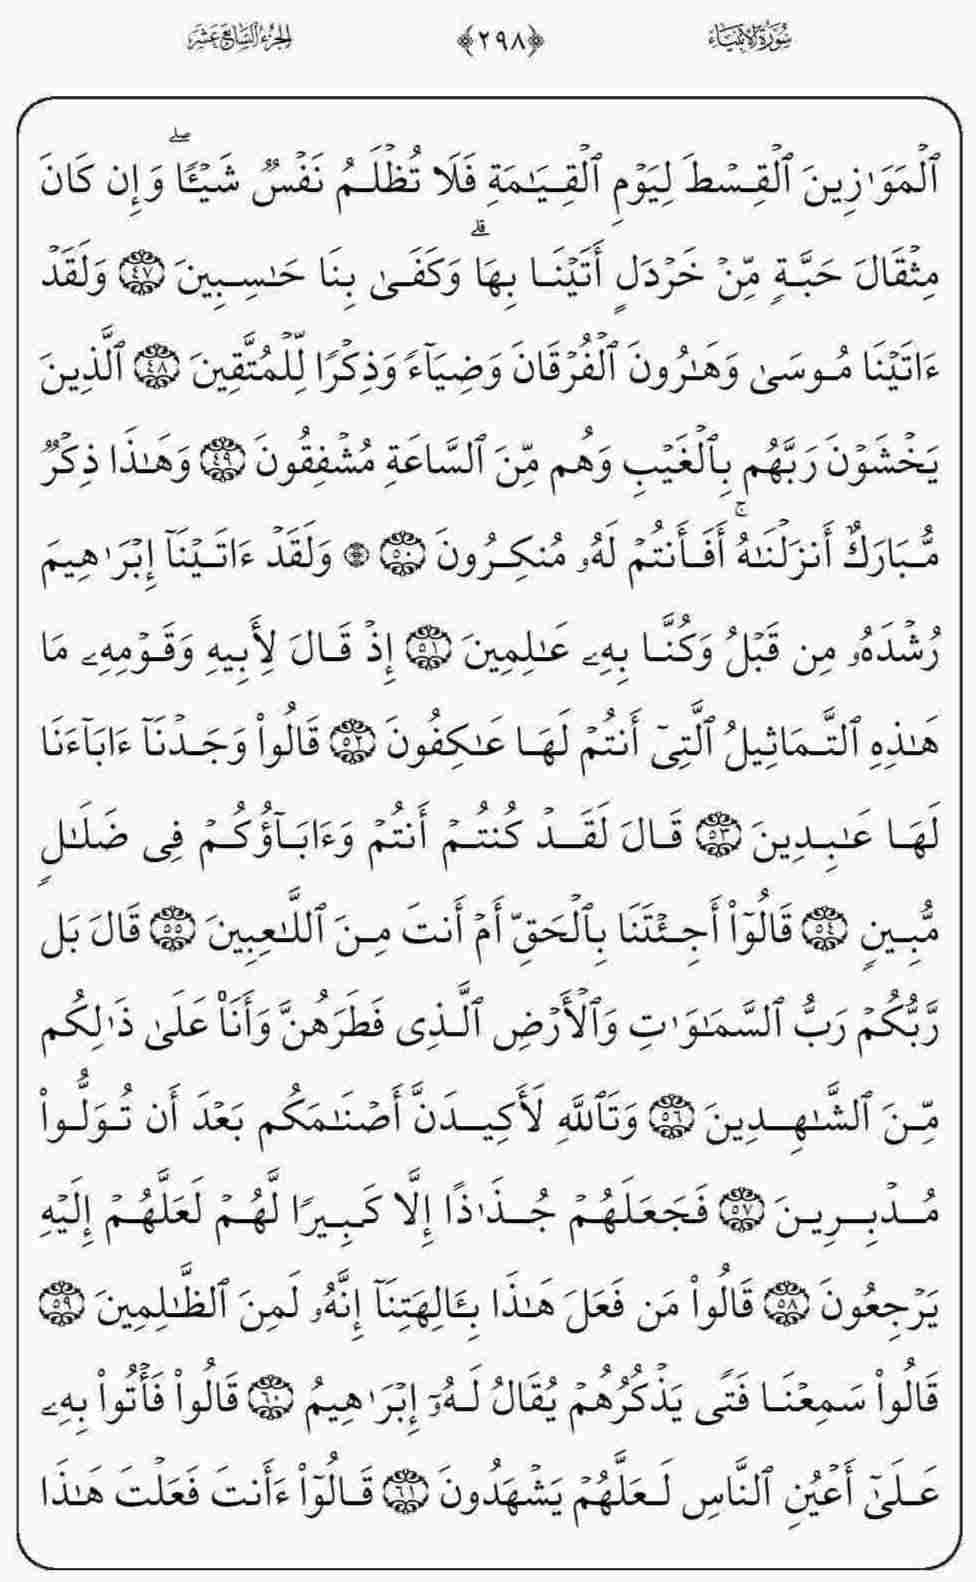 سُورَةُ الأَنبِيَاء ﴿٢٩٨﴾ الجُزءُ السَّابِعَ عَشَرَ
ٱلْمَوَٰزِينَ ٱلْقِسْطَ لِيَوْمِ ٱلْقِيَٰمَةِ فَلَا تُظْلَمُ نَفْسٌ شَيْـًٔاۖ وَإِن كَانَ
مِثْقَالَ حَبَّةٍ مِّنْ خَرْدَلٍ أَتَيْنَا بِهَاۗ وَكَفَىٰ بِنَا حَٰسِبِينَ ٤٧ وَلَقَدْ
ءَاتَيْنَا مُوسَىٰ وَهَٰرُونَ ٱلْفُرْقَانَ وَضِيَآءً وَذِكْرًا لِّلْمُتَّقِينَ ٤٨ ٱلَّذِينَ
يَخْشَوْنَ رَبَّهُم بِٱلْغَيْبِ وَهُم مِّنَ ٱلسَّاعَةِ مُشْفِقُونَ ٤٩ وَهَٰذَا ذِكْرٌ
مُّبَارَكٌ أَنزَلْنَٰهُۚ أَفَأَنتُمْ لَهُۥ مُنكِرُونَ ٥٠ ۞ وَلَقَدْ ءَاتَيْنَآ إِبْرَٰهِيمَ
رُشْدَهُۥ مِن قَبْلُ وَكُنَّا بِهِۦ عَٰلِمِينَ ٥١ إِذْ قَالَ لِأَبِيهِ وَقَوْمِهِۦ مَا
هَٰذِهِ ٱلتَّمَاثِيلُ ٱلَّتِىٓ أَنتُمْ لَهَا عَٰكِفُونَ ٥٢ قَالُوا۟ وَجَدْنَآ ءَابَآءَنَا
لَهَا عَٰبِدِينَ ٥٣ قَالَ لَقَدْ كُنتُمْ أَنتُمْ وَءَابَآؤُكُمْ فِى ضَلَٰلٍ
مُّبِينٍ ٥٤ قَالُوٓا۟ أَجِئْتَنَا بِٱلْحَقِّ أَمْ أَنتَ مِنَ ٱللَّٰعِبِينَ ٥٥ قَالَ بَل
رَّبُّكُمْ رَبُّ ٱلسَّمَٰوَٰتِ وَٱلْأَرْضِ ٱلَّذِى فَطَرَهُنَّ وَأَنَا۠ عَلَىٰ ذَٰلِكُم
مِّنَ ٱلشَّٰهِدِينَ ٥٦ وَتَٱللَّهِ لَأَكِيدَنَّ أَصْنَٰمَكُم بَعْدَ أَن تُوَلُّوا۟
مُدْبِرِينَ ٥٧ فَجَعَلَهُمْ جُذَٰذًا إِلَّا كَبِيرًا لَّهُمْ لَعَلَّهُمْ إِلَيْهِ
يَرْجِعُونَ ٥٨ قَالُوا۟ مَن فَعَلَ هَٰذَا بِـَٔالِهَتِنَآ إِنَّهُۥ لَمِنَ ٱلظَّٰلِمِينَ ٥٩
قَالُوا۟ سَمِعْنَا فَتًى يَذْكُرُهُمْ يُقَالُ لَهُۥٓ إِبْرَٰهِيمُ ٦٠ قَالُوا۟ فَأْتُوا۟ بِهِۦ
عَلَىٰٓ أَعْيُنِ ٱلنَّاسِ لَعَلَّهُمْ يَشْهَدُونَ ٦١ قَالُوٓا۟ ءَأَنتَ فَعَلْتَ هَٰذَا